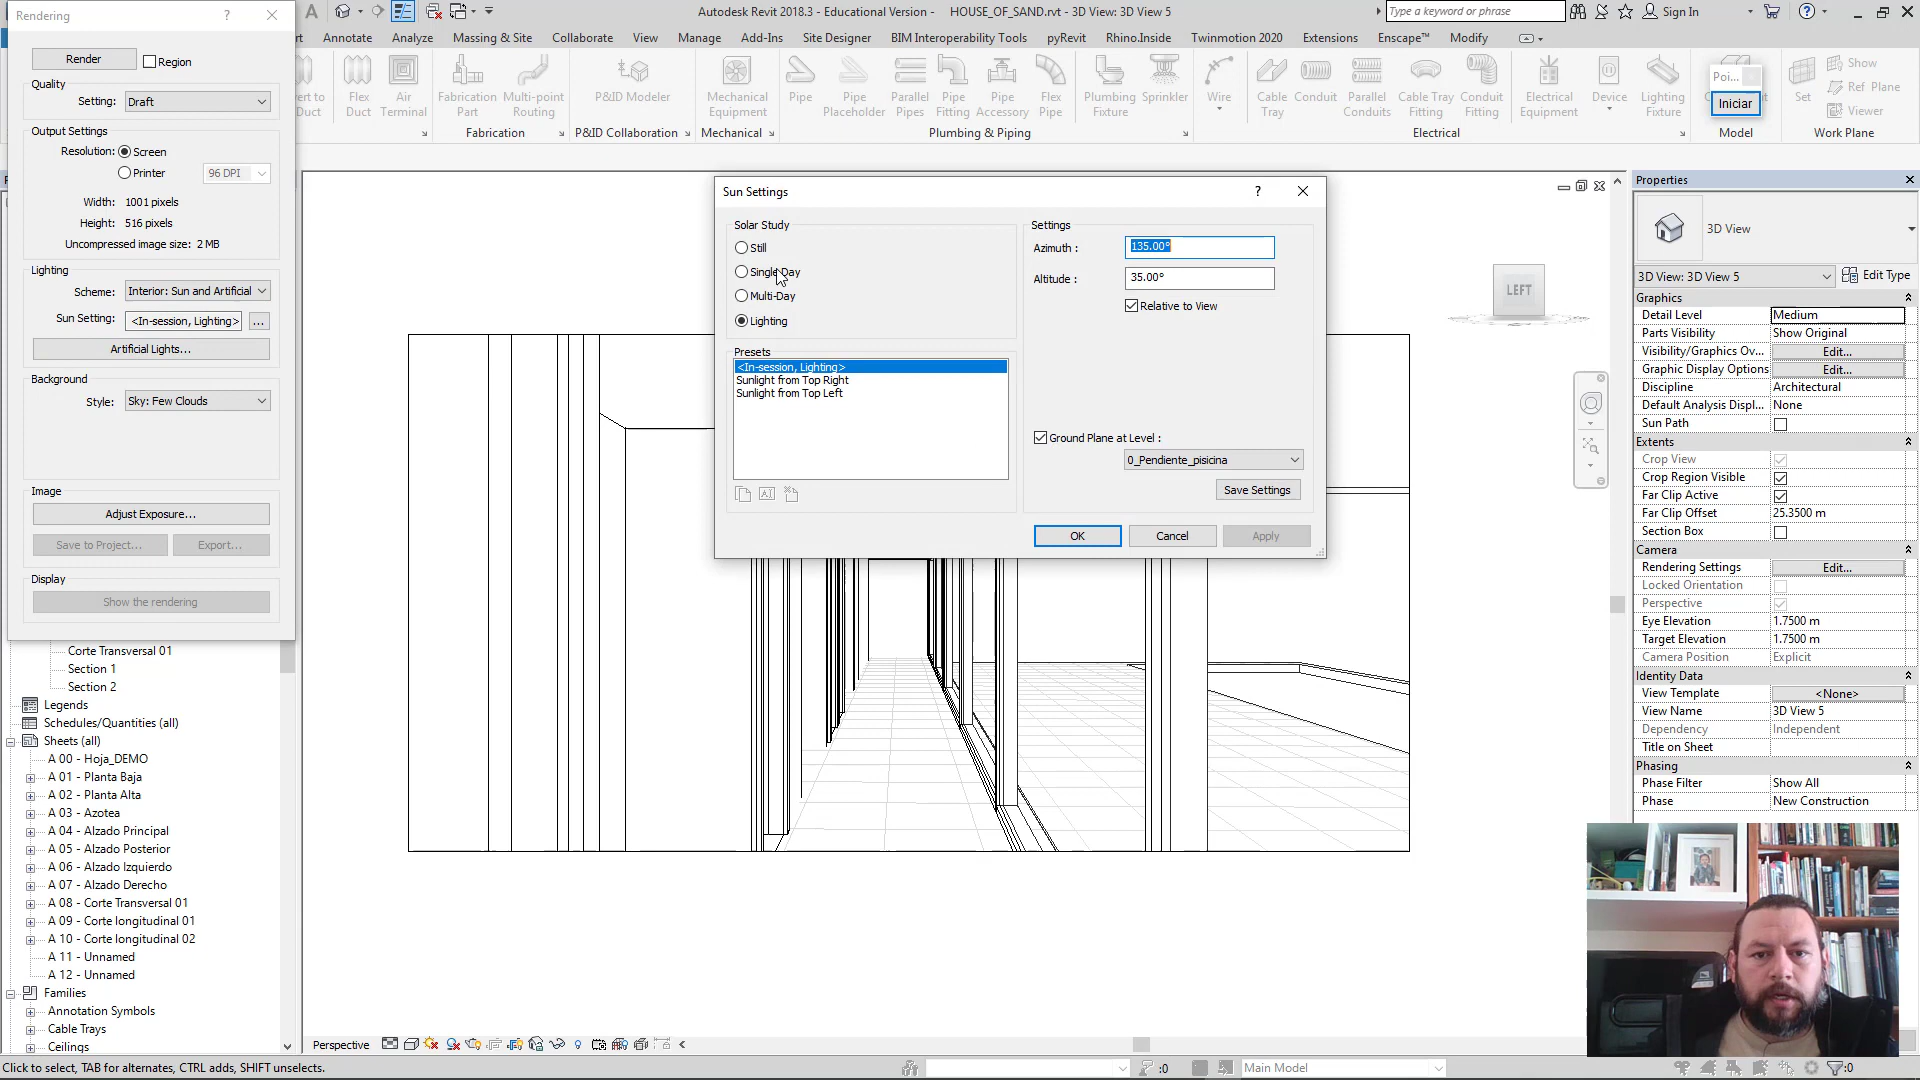 Rendering
?
Autodesk Revit 2018.3 - Educational Version -
HOUSE_OF_SAND.rvt - 3D View: 3D View 5
Type a keyword or phrase
Sign In
Annotate
Analyze
Massing & Site
Collaborate
View
Manage
Add-Ins
Site Designer
BIM Interoperability Tools
pyRevit
Rhino.Inside
Twinmotion 2020
Extensions
Enscape™
Modify
Flex Duct
Air Terminal
Fabrication Part
Multi-point Routing
P&ID Modeler
Mechanical Equipment
Pipe
Pipe Placeholder
Parallel Pipes
Pipe Fitting
Pipe Accessory
Flex Pipe
Plumbing Fixture
Sprinkler
Wire
Cable Tray
Conduit
Parallel Conduits
Cable Tray Fitting
Conduit Fitting
Electrical Equipment
Device
Lighting Fixture
Poi...
Iniciar
Set
Show
Ref Plane
Viewer
Fabrication
P&ID Collaboration
Mechanical
Plumbing & Piping
Electrical
Model
Work Plane
Render
Region
Quality
Setting:
Draft
Output Settings
Resolution:
Screen
Printer
96 DPI
Width:
1001 pixels
Height:
516 pixels
Uncompressed image size:
2 MB
Lighting
Scheme:
Interior: Sun and Artificial
Sun Setting:
<In-session, Lighting>
...
Artificial Lights...
Background
Style:
Sky: Few Clouds
Image
Adjust Exposure...
Save to Project...
Export...
Display
Show the rendering
Corte Transversal 01
Section 1
Section 2
Legends
Schedules/Quantities (all)
Sheets (all)
A 00 - Hoja_DEMO
A 01 - Planta Baja
A 02 - Planta Alta
A 03 - Azotea
A 04 - Alzado Principal
A 05 - Alzado Posterior
A 06 - Alzado Izquierdo
A 07 - Alzado Derecho
A 08 - Corte Transversal 01
A 09 - Corte longitudinal 01
A 10 - Corte longitudinal 02
A 11 - Unnamed
A 12 - Unnamed
Families
Annotation Symbols
Cable Trays
Ceilings
Sun Settings
?
Solar Study
Still
Single Day
Multi-Day
Lighting
Presets
<In-session, Lighting>
Sunlight from Top Right
Sunlight from Top Left
Settings
Azimuth :
135.00°
Altitude :
35.00°
Relative to View
Ground Plane at Level :
0_Pendiente_pisicina
Save Settings
OK
Cancel
Apply
LEFT
Properties
3D View
3D View: 3D View 5
Edit Type
Graphics
Detail Level
Medium
Parts Visibility
Show Original
Visibility/Graphics Ov...
Edit...
Graphic Display Options
Edit...
Discipline
Architectural
Default Analysis Displ...
None
Sun Path
Extents
Crop View
Crop Region Visible
Far Clip Active
Far Clip Offset
25.3500 m
Section Box
Camera
Rendering Settings
Edit...
Locked Orientation
Perspective
Eye Elevation
1.7500 m
Target Elevation
1.7500 m
Camera Position
Explicit
Identity Data
View Template
<None>
View Name
3D View 5
Dependency
Independent
Title on Sheet
Phasing
Phase Filter
Show All
Phase
New Construction
Perspective
Click to select, TAB for alternates, CTRL adds, SHIFT unselects.
:0
Main Model
:0